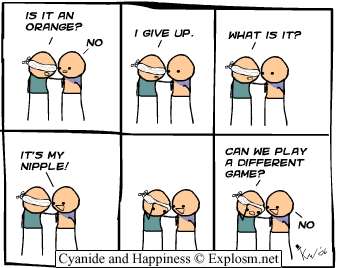 IS IT AN
ORANGE?
NO
I GIVE UP.
WHAT IS IT?
IT'S MY
NIPPLE!
CAN WE PLAY
A DIFFERENT
GAME?
NO
Cyanide and Happiness © Explosm.net